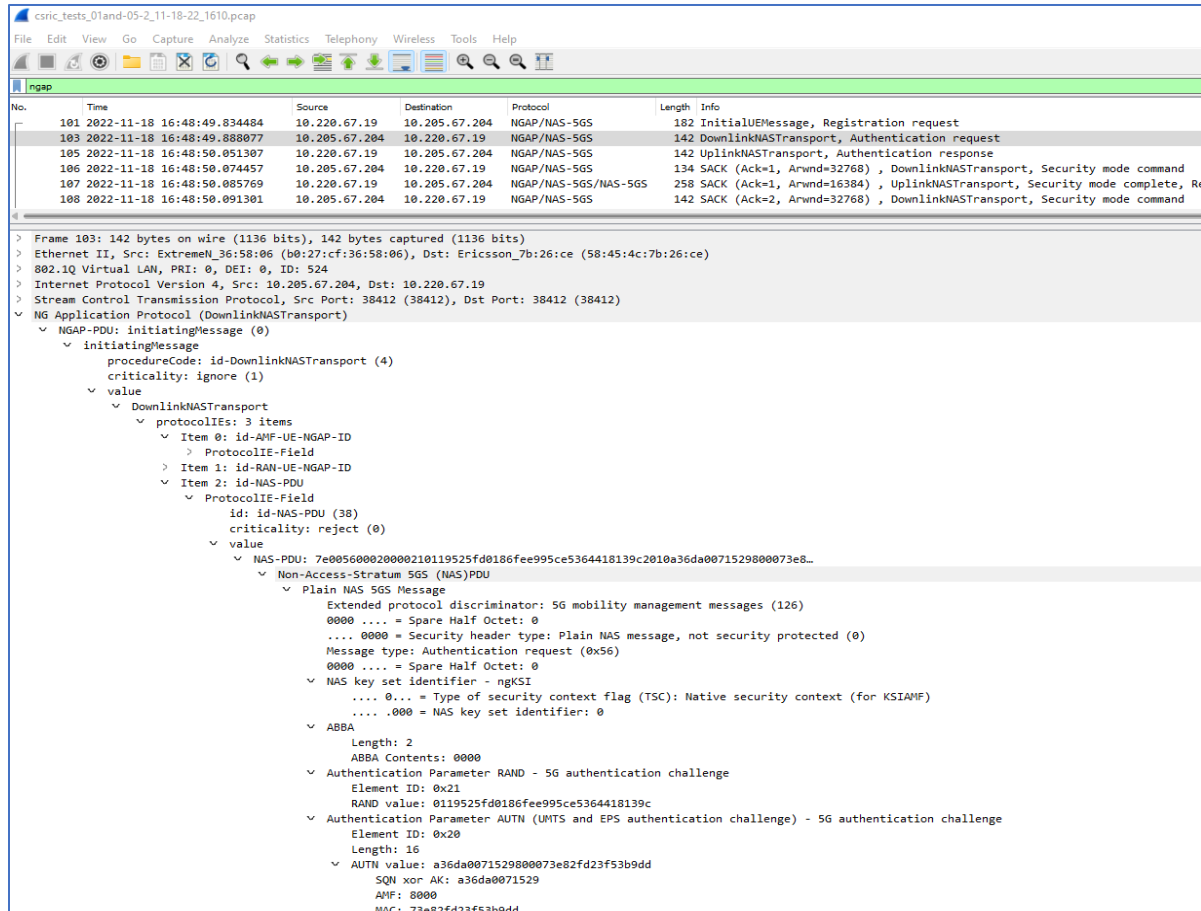 csric_tests_01and-05-2_11-18-22_1610.pcap
File Edit View Go Capture Analyze Statistics Telephony Wireless Tools Help
ngap
No. Time Source Destination Protocol Length Info
101 2022-11-18 16:48:49.834484 10.220.67.19 10.205.67.204 NGAP/NAS-5GS 182 InitialUEMessage, Registration request
103 2022-11-18 16:48:49.888077 10.205.67.204 10.220.67.19 NGAP/NAS-5GS 142 DownlinkNASTransport, Authentication request
105 2022-11-18 16:48:50.051307 10.220.67.19 10.205.67.204 NGAP/NAS-5GS 142 UplinkNASTransport, Authentication response
106 2022-11-18 16:48:50.074457 10.205.67.204 10.220.67.19 NGAP/NAS-5GS 134 SACK (Ack=1, Arwnd=32768) , DownlinkNASTransport, Security mode command
107 2022-11-18 16:48:50.085769 10.220.67.19 10.205.67.204 NGAP/NAS-5GS/NAS-5GS 258 SACK (Ack=1, Arwnd=16384) , UplinkNASTransport, Security mode complete, Re
108 2022-11-18 16:48:50.091301 10.205.67.204 10.220.67.19 NGAP/NAS-5GS 142 SACK (Ack=2, Arwnd=32768) , DownlinkNASTransport, Security mode command
> Frame 103: 142 bytes on wire (1136 bits), 142 bytes captured (1136 bits)
> Ethernet II, Src: ExtremeN_36:58:06 (b0:27:cf:36:58:06), Dst: Ericsson_7b:26:ce (58:45:4c:7b:26:ce)
> 802.1Q Virtual LAN, PRI: 0, DEI: 0, ID: 524
> Internet Protocol Version 4, Src: 10.205.67.204, Dst: 10.220.67.19
> Stream Control Transmission Protocol, Src Port: 38412 (38412), Dst Port: 38412 (38412)
NG Application Protocol (DownlinkNASTransport)
NGAP-PDU: initiatingMessage (0)
initiatingMessage
procedureCode: id-DownlinkNASTransport (4)
criticality: ignore (1)
value
DownlinkNASTransport
protocolIEs: 3 items
Item 0: id-AMF-UE-NGAP-ID
> ProtocolIE-Field
> Item 1: id-RAN-UE-NGAP-ID
Item 2: id-NAS-PDU
ProtocolIE-Field
id: id-NAS-PDU (38)
criticality: reject (0)
value
NAS-PDU: 7e005600020000210119525fd0186fee995ce5364418139c2010a36da0071529800073e8…
Non-Access-Stratum 5GS (NAS)PDU
Plain NAS 5GS Message
Extended protocol discriminator: 5G mobility management messages (126)
0000 .... = Spare Half Octet: 0
.... 0000 = Security header type: Plain NAS message, not security protected (0)
Message type: Authentication request (0x56)
0000 .... = Spare Half Octet: 0
NAS key set identifier - ngKSI
.... 0... = Type of security context flag (TSC): Native security context (for KSIAMF)
.... .000 = NAS key set identifier: 0
ABBA
Length: 2
ABBA Contents: 0000
Authentication Parameter RAND - 5G authentication challenge
Element ID: 0x21
RAND value: 0119525fd0186fee995ce5364418139c
Authentication Parameter AUTN (UMTS and EPS authentication challenge) - 5G authentication challenge
Element ID: 0x20
Length: 16
AUTN value: a36da0071529800073e82fd23f53b9dd
SQN xor AK: a36da0071529
AMF: 8000
MAC: 73e82fd23f53b9dd